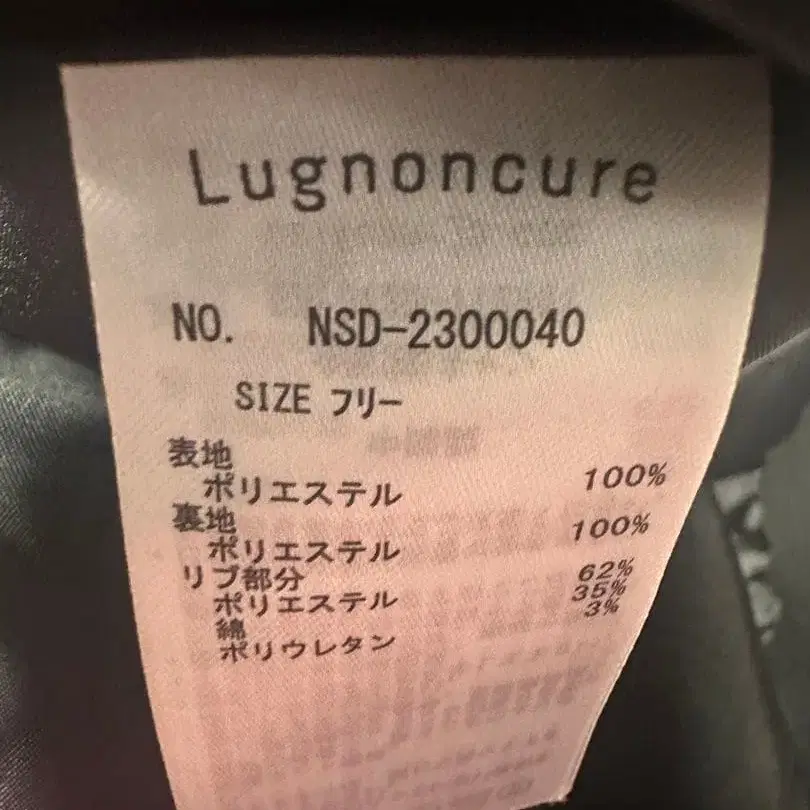 Lugnoncure
NO. NSD-2300040
SIZE フリー
表地
ポリエステル 100%
裏地
ポリエステル 100%
リブ部分
ポリエステル 62%
綿 35%
ポリウレタン 3%